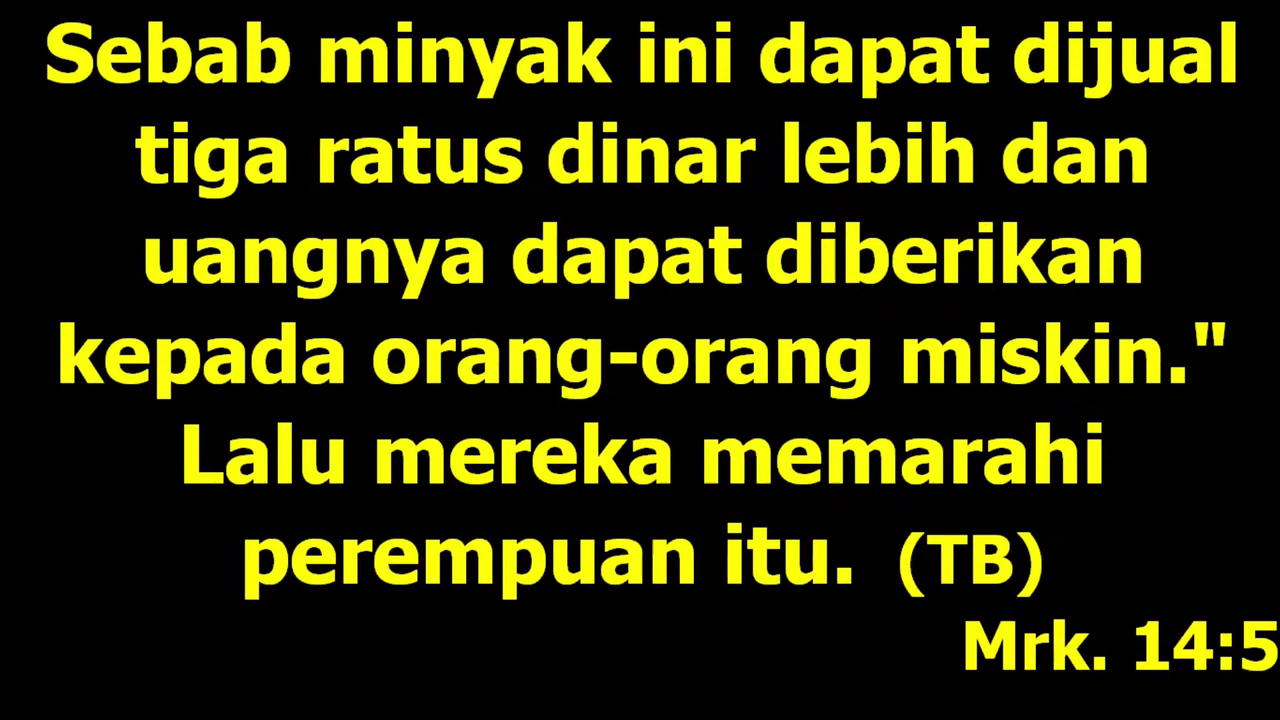 Sebab minyak ini dapat dijual
tiga ratus dinar lebih dan
uangnya dapat diberikan
kepada orang-orang miskin."
Lalu mereka memarahi
perempuan itu. (TB)
Mrk. 14:5